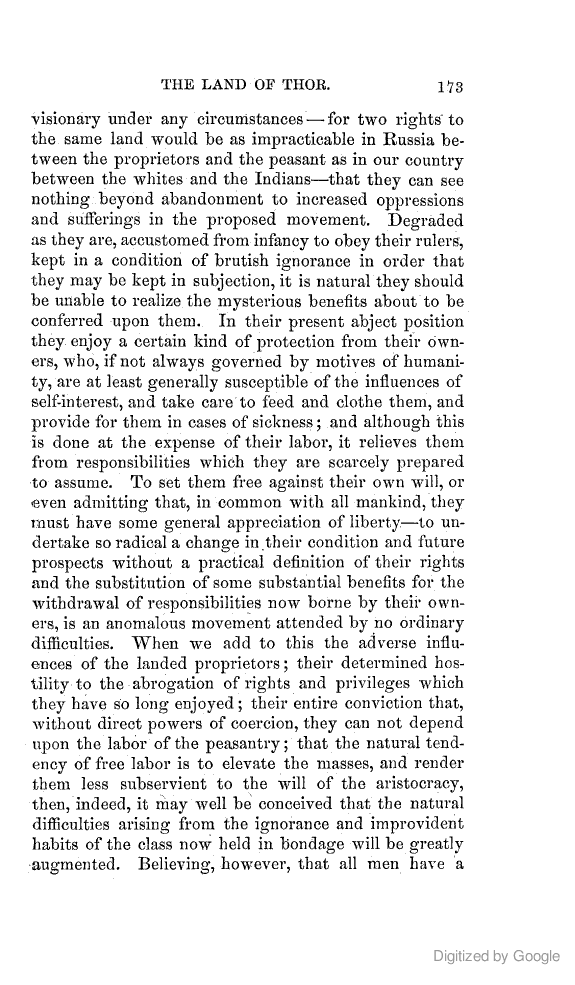 THE LAND OF THOR. 173
visionary under any circumstances—for two rights to
the same land would be as impracticable in Russia be-
tween the proprietors and the peasant as in our country
between the whites and the Indians—that they can see
nothing beyond abandonment to increased oppressions
and sufferings in the proposed movement. Degraded
as they are, accustomed from infancy to obey their rulers,
kept in a condition of brutish ignorance in order that
they may be kept in subjection, it is natural they should
be unable to realize the mysterious benefits about to be
conferred upon them. In their present abject position
they enjoy a certain kind of protection from their own-
ers, who, if not always governed by motives of humani-
ty, are at least generally susceptible of the influences of
self-interest, and take care to feed and clothe them, and
provide for them in cases of sickness; and although this
is done at the expense of their labor, it relieves them
from responsibilities which they are scarcely prepared
to assume. To set them free against their own will, or
even admitting that, in common with all mankind, they
must have some general appreciation of liberty—to un-
dertake so radical a change in their condition and future
prospects without a practical definition of their rights
and the substitution of some substantial benefits for the
withdrawal of responsibilities now borne by their own-
ers, is an anomalous movement attended by no ordinary
difficulties. When we add to this the adverse influ-
ences of the landed proprietors; their determined hos-
tility to the abrogation of rights and privileges which
they have so long enjoyed; their entire conviction that,
without direct powers of coercion, they can not depend
upon the labor of the peasantry; that the natural tend-
ency of free labor is to elevate the masses, and render
them less subservient to the will of the aristocracy,
then, indeed, it may well be conceived that the natural
difficulties arising from the ignorance and improvident
habits of the class now held in bondage will be greatly
augmented. Believing, however, that all men have a
Digitized by Google